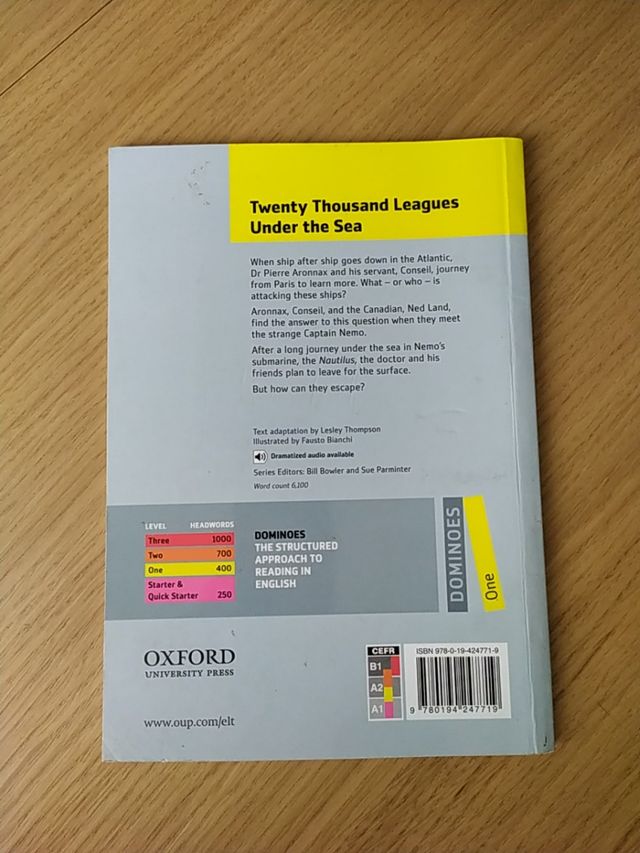 Twenty Thousand Leagues
Under the Sea
When ship after ship goes down in the Atlantic,
Dr Pierre Aronnax and his servant, Conseil, journey
from Paris to learn more. What – or who – is
attacking these ships?
Aronnax, Conseil, and the Canadian, Ned Land,
find the answer to this question when they meet
the strange Captain Nemo.
After a long journey under the sea in Nemo's
submarine, the Nautilus, the doctor and his
friends plan to leave for the surface.
But how can they escape?
Text adaptation by Lesley Thompson
Illustrated by Fausto Bianchi
Dramatized audio available
Series Editors: Bill Bowler and Sue Parminter
Word count 6,100
LEVEL HEADWORDS
Three 1000
Two 700
One 400
Starter &
Quick Starter 250
DOMINOES
THE STRUCTURED
APPROACH TO
READING IN
ENGLISH
DOMINOES
One
OXFORD
UNIVERSITY PRESS
www.oup.com/elt
CEFR
B1
A2
A1
ISBN 978-0-19-424771-9
9 780194 247719